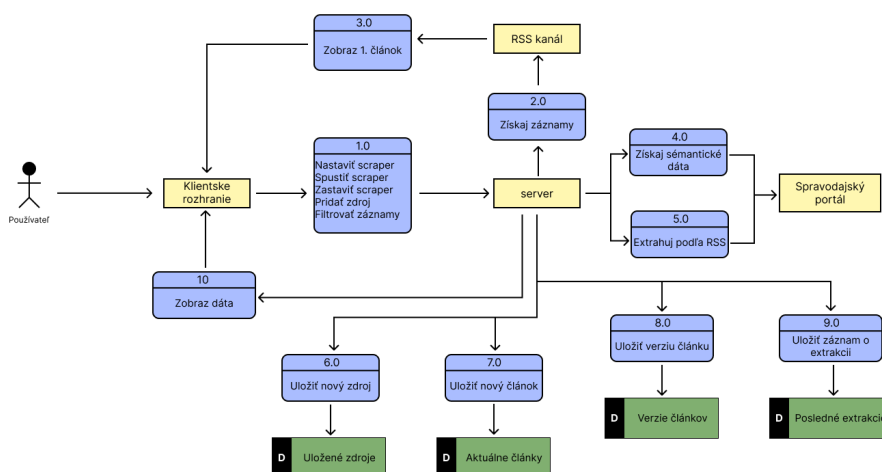 3.0
Zobraz 1. článok
RSS kanál
2.0
Získaj záznamy
1.0
Nastaviť scraper
Spustiť scraper
Zastaviť scraper
Pridať zdroj
Filtrovať záznamy
4.0
Získaj sémantické
dáta
Používateľ
Klientske
rozhranie
server
Spravodajský
portál
5.0
Extrahuj podľa RSS
10
Zobraz dáta
6.0
Uložiť nový zdroj
7.0
Uložiť nový článok
8.0
Uložiť verziu článku
9.0
Uložiť záznam o
extrakcii
D Uložené zdroje
D Aktuálne články
D Verzie článkov
D Posledné extrakcie